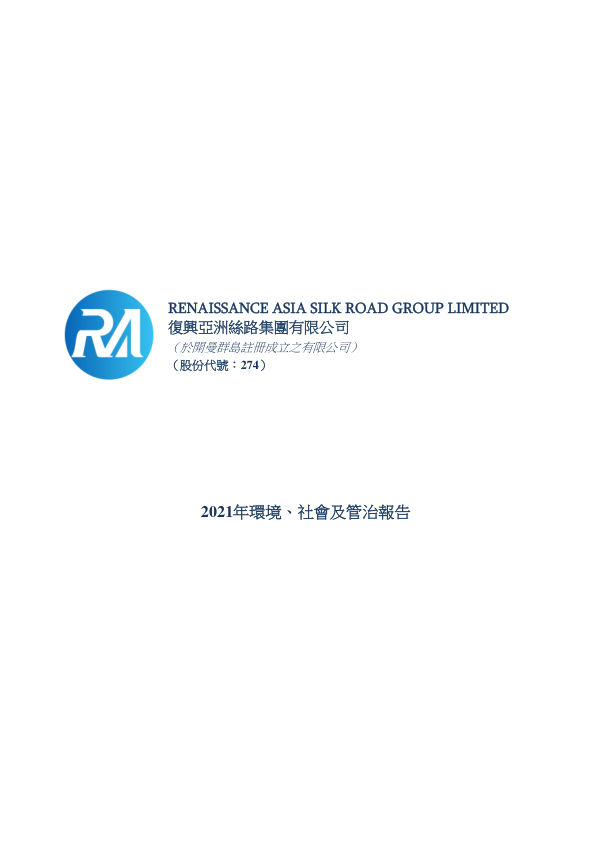 RA
RENAISSANCE ASIA SILK ROAD GROUP LIMITED
復興亞洲絲路集團有限公司
（於開曼群島註冊成立之有限公司）
（股份代號：274）
2021年環境、社會及管治報告